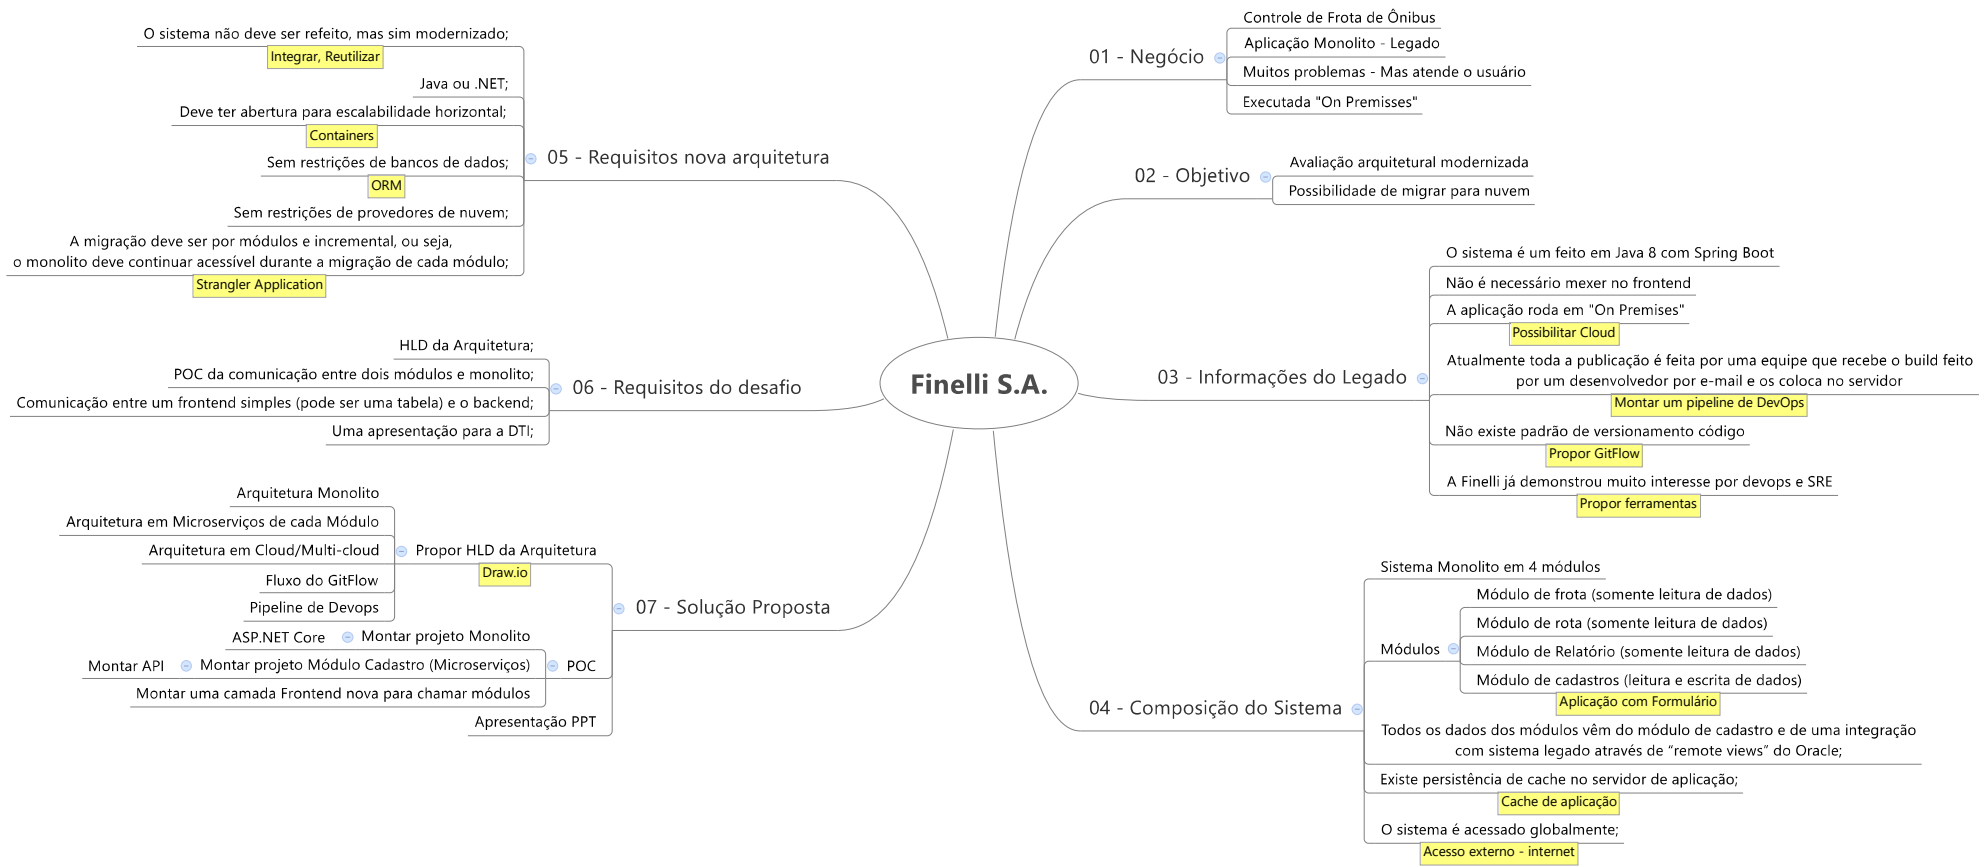 Finelli S.A.
01 - Negócio
Controle de Frota de Ônibus
Aplicação Monolito - Legado
Muitos problemas - Mas atende o usuário
Executada "On Premisses"
02 - Objetivo
Avaliação arquitetural modernizada
Possibilidade de migrar para nuvem
03 - Informações do Legado
O sistema é um feito em Java 8 com Spring Boot
Não é necessário mexer no frontend
A aplicação roda em "On Premises"
Possibilitar Cloud
Atualmente toda a publicação é feita por uma equipe que recebe o build feito
por um desenvolvedor por e-mail e os coloca no servidor
Montar um pipeline de DevOps
Não existe padrão de versionamento código
Propor GitFlow
A Finelli já demonstrou muito interesse por devops e SRE
Propor ferramentas
04 - Composição do Sistema
Sistema Monolito em 4 módulos
Módulos
Módulo de frota (somente leitura de dados)
Módulo de rota (somente leitura de dados)
Módulo de Relatório (somente leitura de dados)
Módulo de cadastros (leitura e escrita de dados)
Aplicação com Formulário
Todos os dados dos módulos vêm do módulo de cadastro e de uma integração
com sistema legado através de “remote views” do Oracle;
Existe persistência de cache no servidor de aplicação;
Cache de aplicação
O sistema é acessado globalmente;
Acesso externo - internet
05 - Requisitos nova arquitetura
O sistema não deve ser refeito, mas sim modernizado;
Integrar, Reutilizar
Java ou .NET;
Deve ter abertura para escalabilidade horizontal;
Containers
Sem restrições de bancos de dados;
ORM
Sem restrições de provedores de nuvem;
A migração deve ser por módulos e incremental, ou seja,
o monolito deve continuar acessível durante a migração de cada módulo;
Strangler Application
06 - Requisitos do desafio
HLD da Arquitetura;
POC da comunicação entre dois módulos e monolito;
Comunicação entre um frontend simples (pode ser uma tabela) e o backend;
Uma apresentação para a DTI;
07 - Solução Proposta
Propor HLD da Arquitetura
Draw.io
Arquitetura Monolito
Arquitetura em Microserviços de cada Módulo
Arquitetura em Cloud/Multi-cloud
Fluxo do GitFlow
Pipeline de Devops
POC
Montar projeto Monolito
ASP.NET Core
Montar projeto Módulo Cadastro (Microserviços)
Montar API
Montar uma camada Frontend nova para chamar módulos
Apresentação PPT